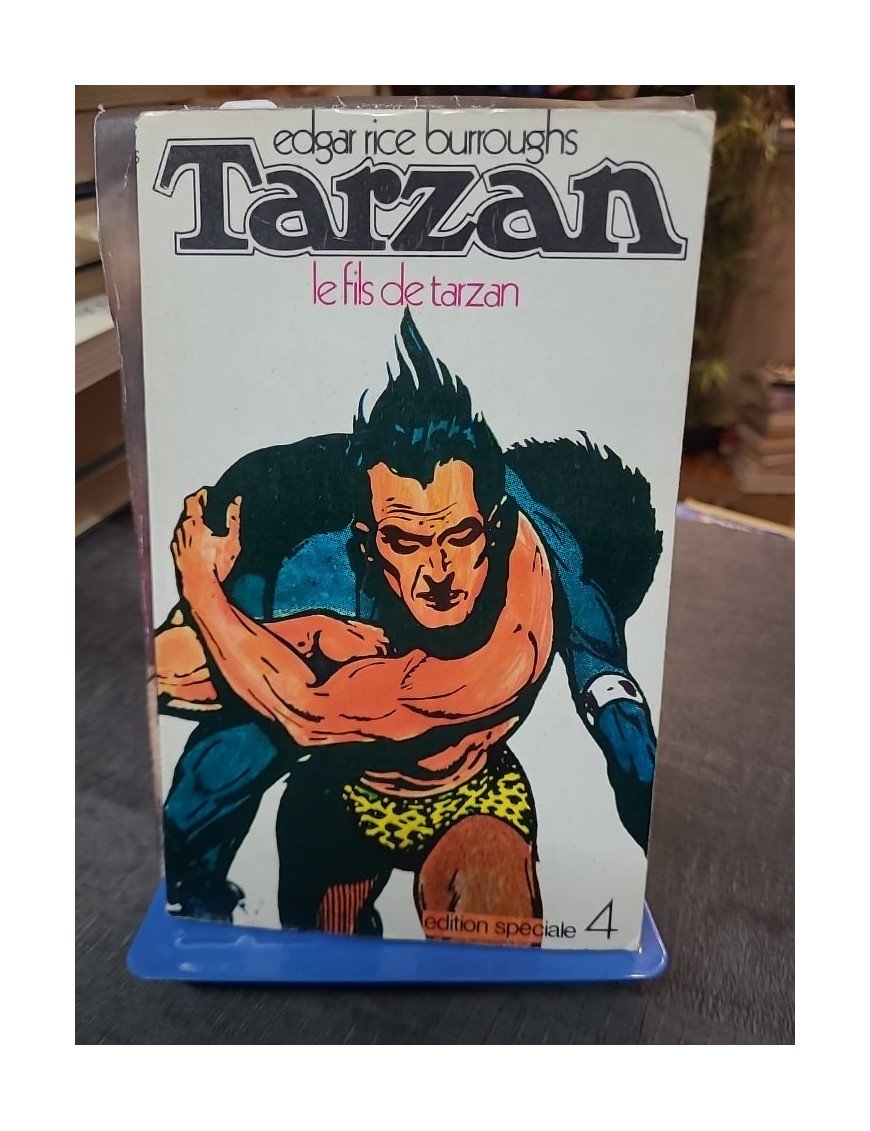 edgar rice burroughs
Tarzan
le fils de tarzan
edition speciale 4